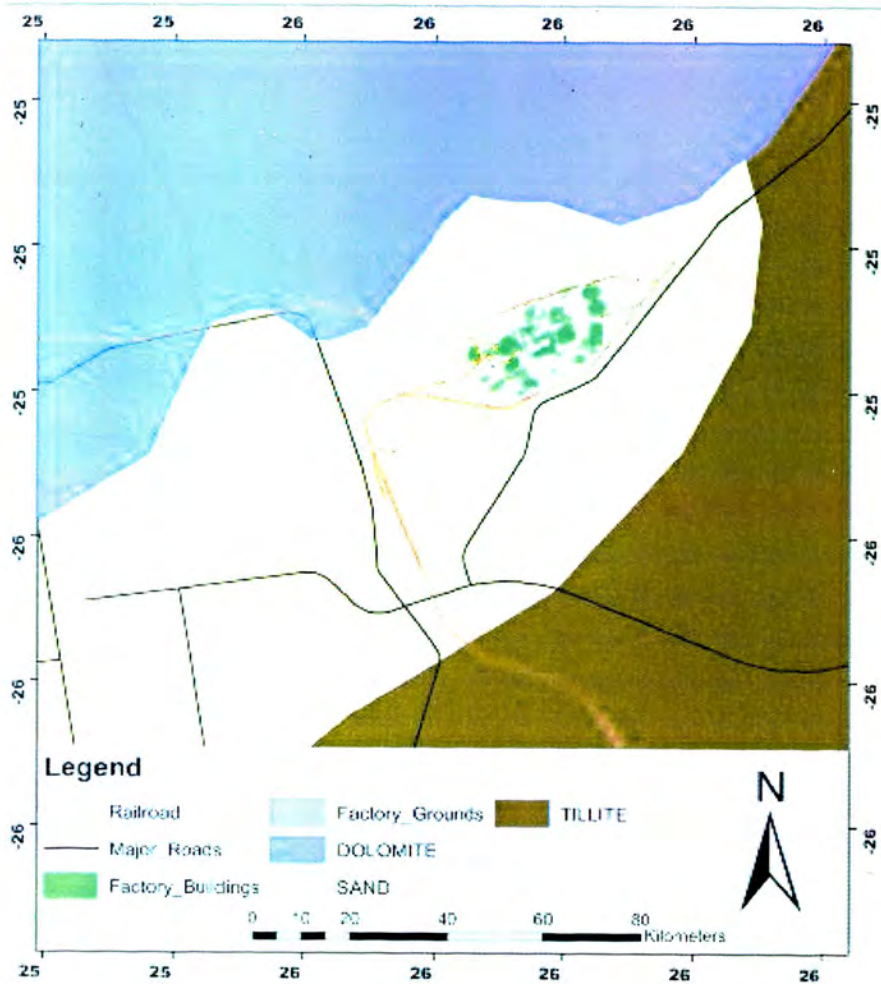 25 25 26 26 26 26 26
-25 -25
-25 -25
-25 -25
-26 -26
-26 -26
Legend
Railroad Factory_Grounds TILLITE
Major_Roads DOLOMITE
Factory_Buildings SAND
N
-26 -26
0 10 20 40 60 80
Kilometers
25 25 26 26 26 26 26